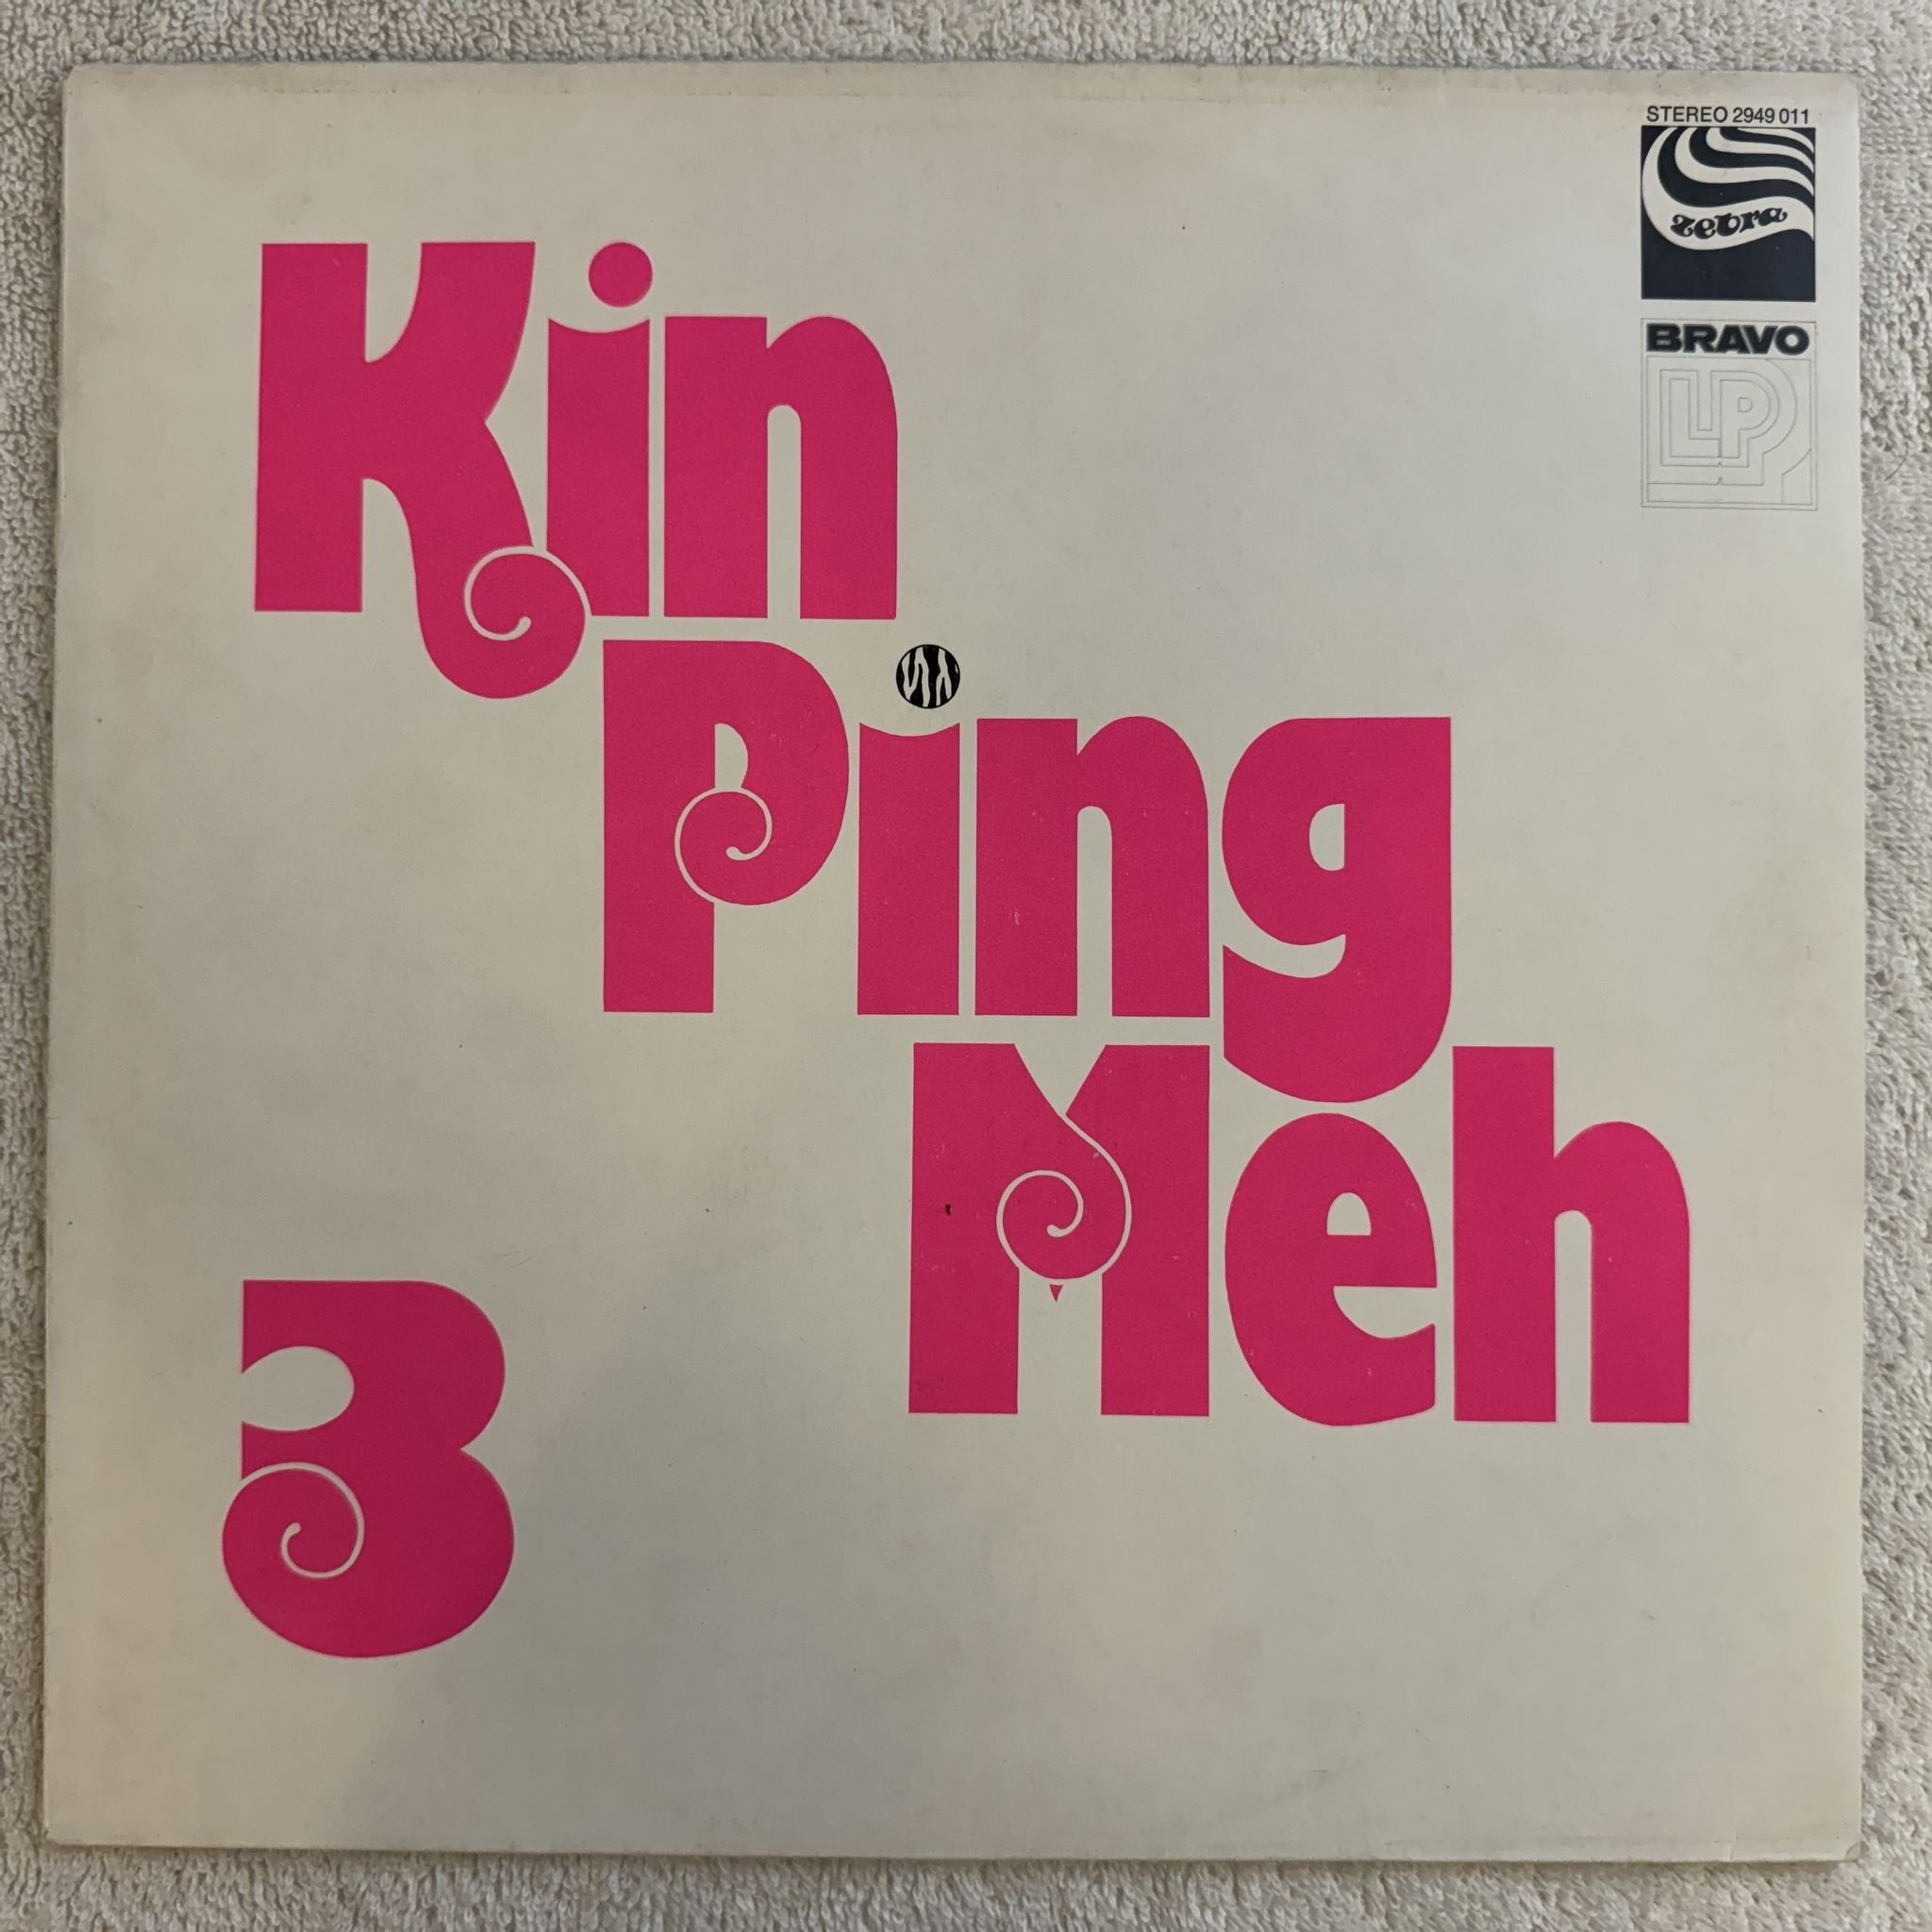 STEREO 2949 011
zebra
BRAVO
LP
Kin
Ping
Meh
3